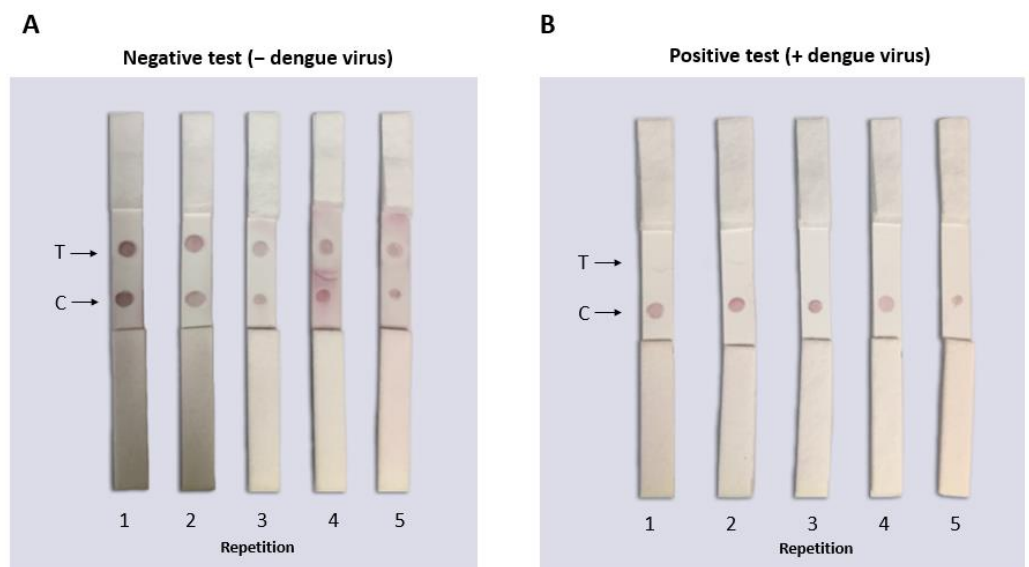 A
Negative test (– dengue virus)
T
C
1 2 3 4 5
Repetition
B
Positive test (+ dengue virus)
T
C
1 2 3 4 5
Repetition